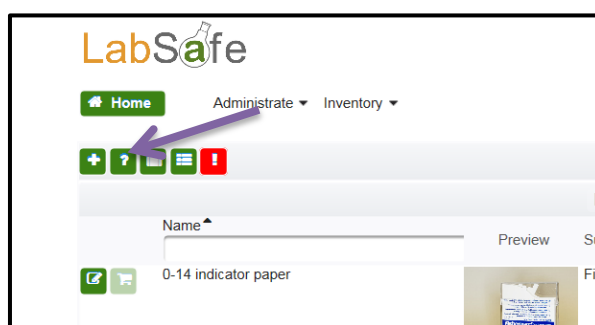 LabSafe
Home Administrate Inventory
+ ? !
Name
Preview
0-14 indicator paper